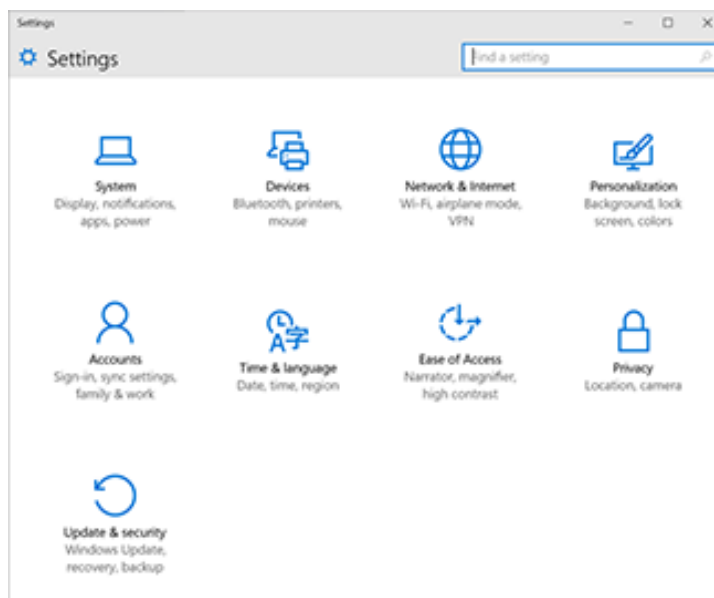 Settings
Settings
Find a setting
System
Display, notifications,
apps, power
Devices
Bluetooth, printers,
mouse
Network & Internet
Wi-Fi, airplane mode,
VPN
Personalization
Background, lock
screen, colors
Accounts
Sign-in, sync settings,
family & work
A字
Time & language
Date, time, region
Ease of Access
Narrator, magnifier,
high contrast
Privacy
Location, camera
Update & security
Windows Update,
recovery, backup